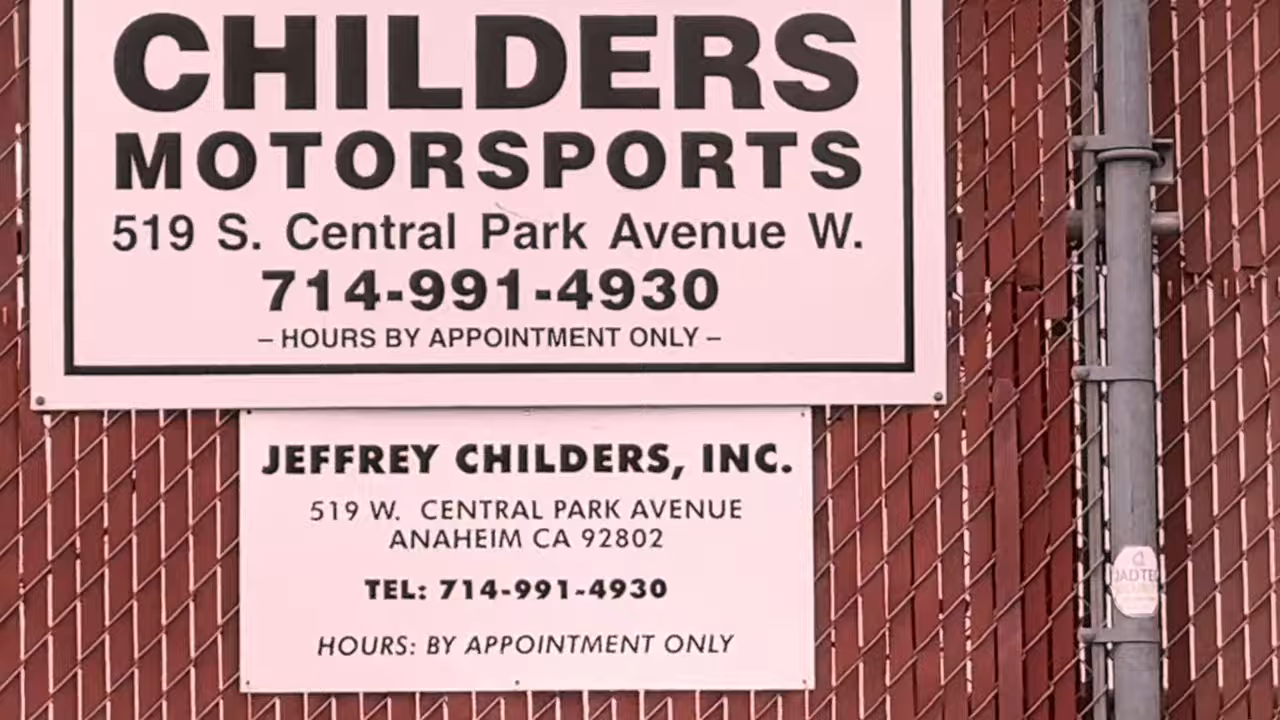 CHILDERS
MOTORSPORTS
519 S. Central Park Avenue W.
714-991-4930
– HOURS BY APPOINTMENT ONLY –
JEFFREY CHILDERS, INC.
519 W. CENTRAL PARK AVENUE
ANAHEIM CA 92802
TEL: 714-991-4930
HOURS: BY APPOINTMENT ONLY